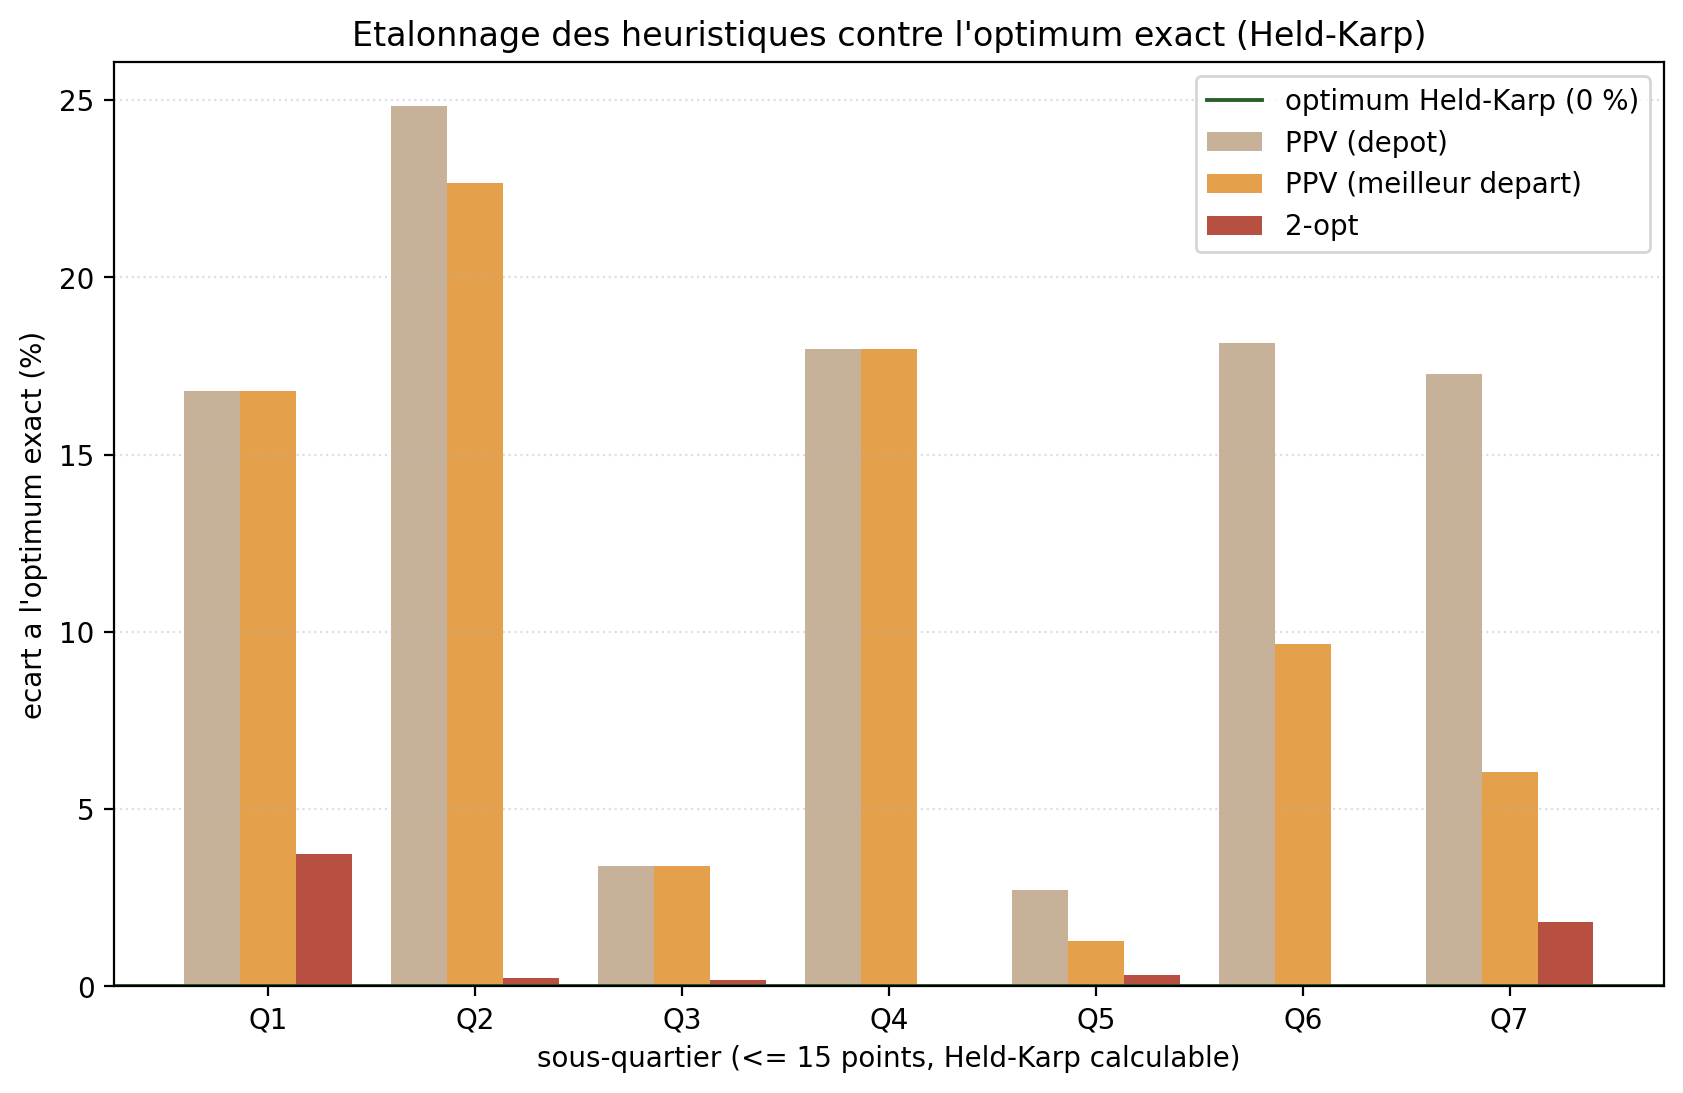 Etalonnage des heuristiques contre l'optimum exact (Held-Karp)
optimum Held-Karp (0 %)
PPV (depot)
PPV (meilleur depart)
2-opt
ecart a l'optimum exact (%)
25
20
15
10
5
0
Q1 Q2 Q3 Q4 Q5 Q6 Q7
sous-quartier (<= 15 points, Held-Karp calculable)